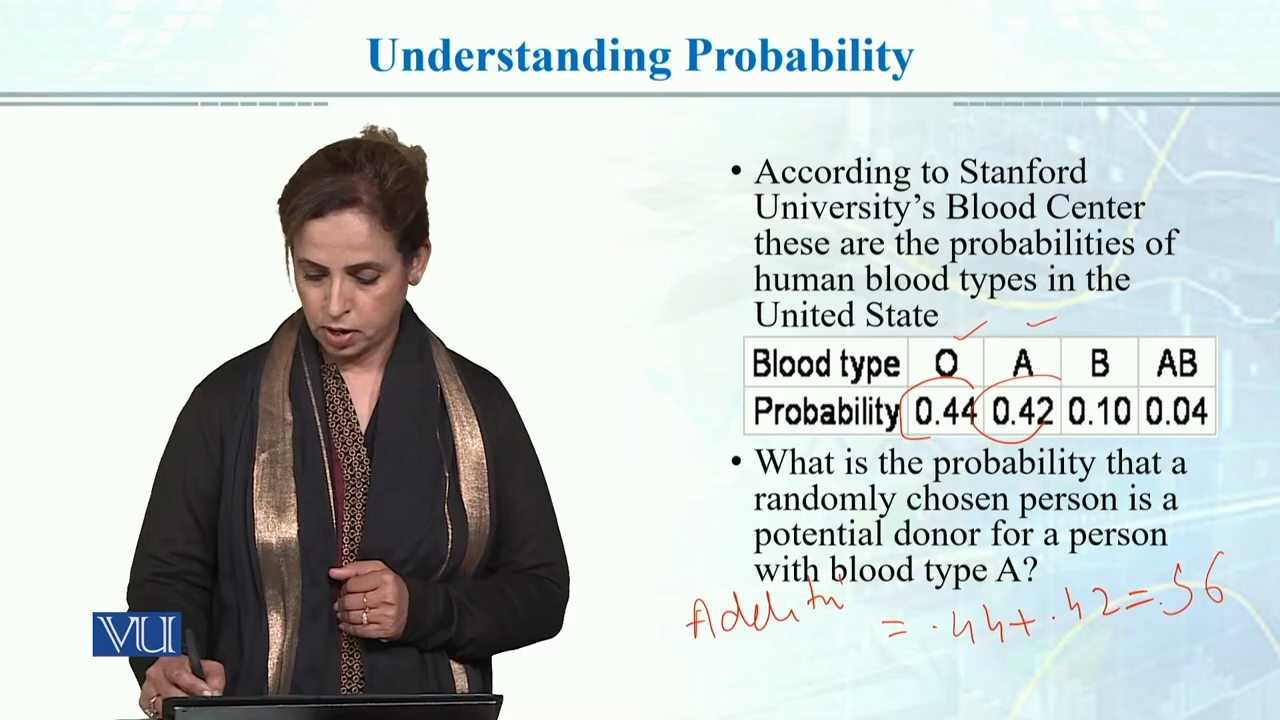 Understanding Probability
• According to Stanford
University's Blood Center
these are the probabilities of
human blood types in the
United State
Blood type O A B AB
Probability 0.44 0.42 0.10 0.04
• What is the probability that a
randomly chosen person is a
potential donor for a person
with blood type A?
= .44+.42=.56
VU